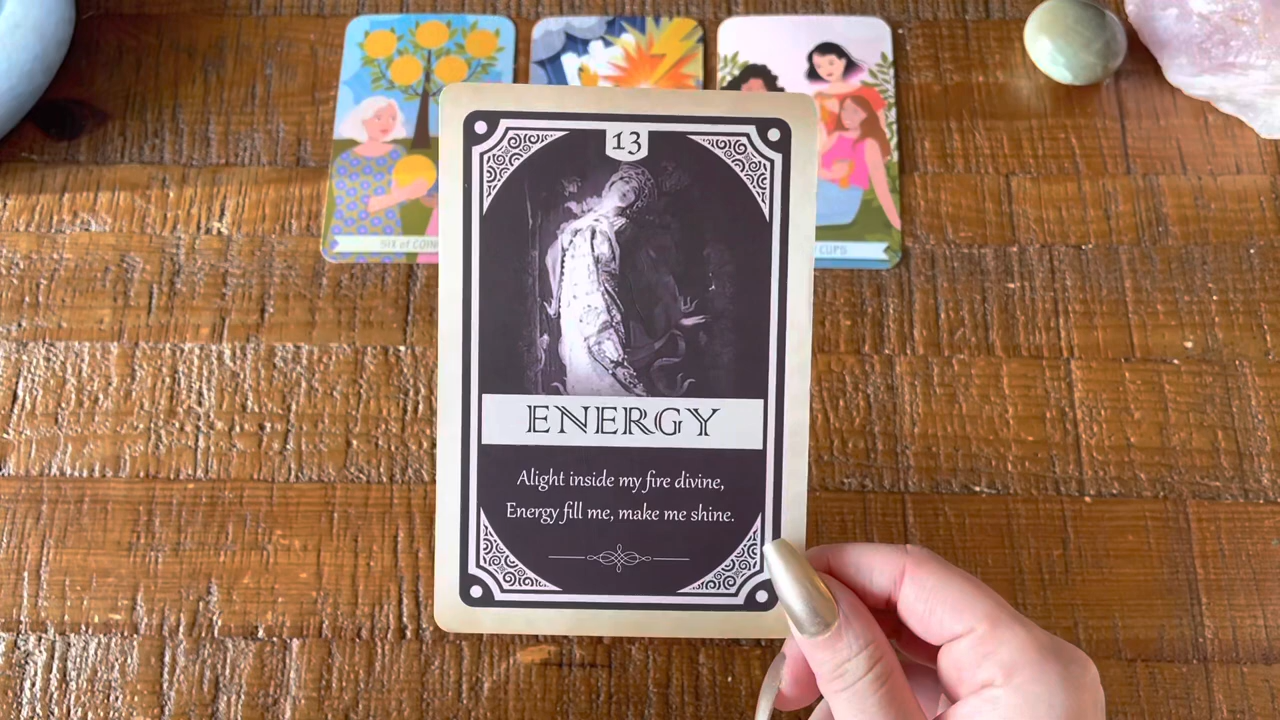 SIX of COIN
CUPS
13
ENERGY
Alight inside my fire divine,
Energy fill me, make me shine.